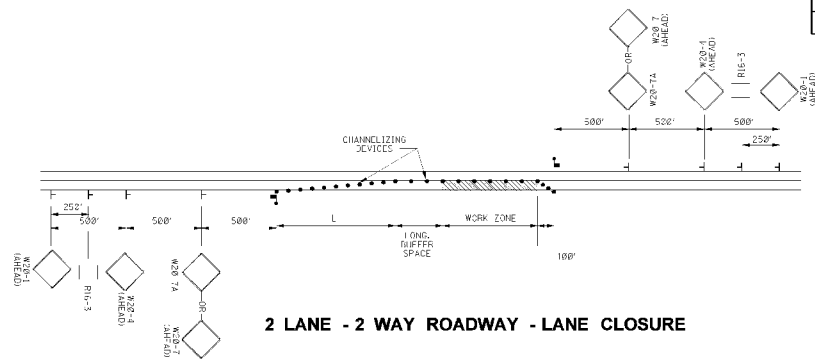 W20-7
(AHEAD)
OR
W20-7A
W20-4
(AHEAD)
R16-3
W20-1
(AHEAD)
500'
500'
500'
250'
CHANNELIZING
DEVICES
250'
500'
500'
500'
L
LONG.
BUFFER
SPACE
WORK ZONE
100'
W20-1
(AHEAD)
R16-3
W20-4
(AHEAD)
W20-7A
OR
W20-7
(AHEAD)
2 LANE - 2 WAY ROADWAY - LANE CLOSURE